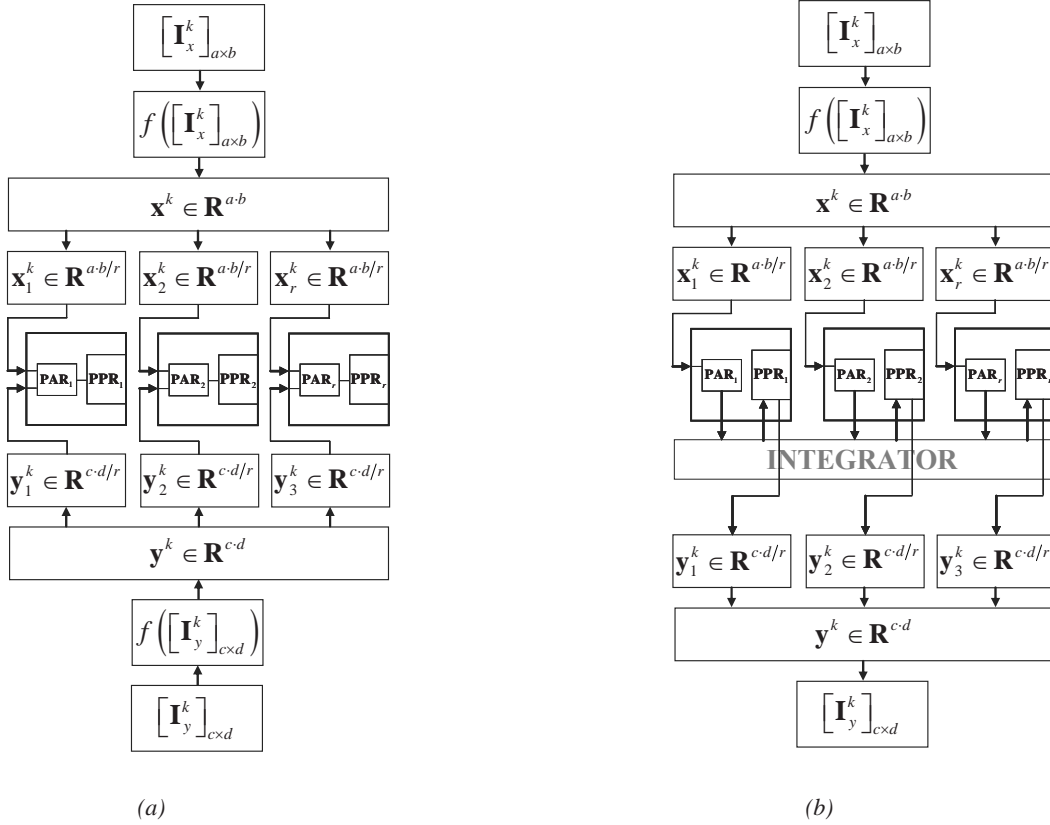 [I_x^k]_{a×b}
f([I_x^k]_{a×b})
x^k ∈ R^{a·b}
x_1^k ∈ R^{a·b/r} x_2^k ∈ R^{a·b/r} x_r^k ∈ R^{a·b/r}
PAR_1 PPR_1 PAR_2 PPR_2 PAR_r PPR_r
y_1^k ∈ R^{c·d/r} y_2^k ∈ R^{c·d/r} y_3^k ∈ R^{c·d/r}
y^k ∈ R^{c·d}
f([I_y^k]_{c×d})
[I_y^k]_{c×d}
(a)
[I_x^k]_{a×b}
f([I_x^k]_{a×b})
x^k ∈ R^{a·b}
x_1^k ∈ R^{a·b/r} x_2^k ∈ R^{a·b/r} x_r^k ∈ R^{a·b/r}
PAR_1 PPR_1 PAR_2 PPR_2 PAR_r PPR_r
INTEGRATOR
y_1^k ∈ R^{c·d/r} y_2^k ∈ R^{c·d/r} y_3^k ∈ R^{c·d/r}
y^k ∈ R^{c·d}
[I_y^k]_{c×d}
(b)